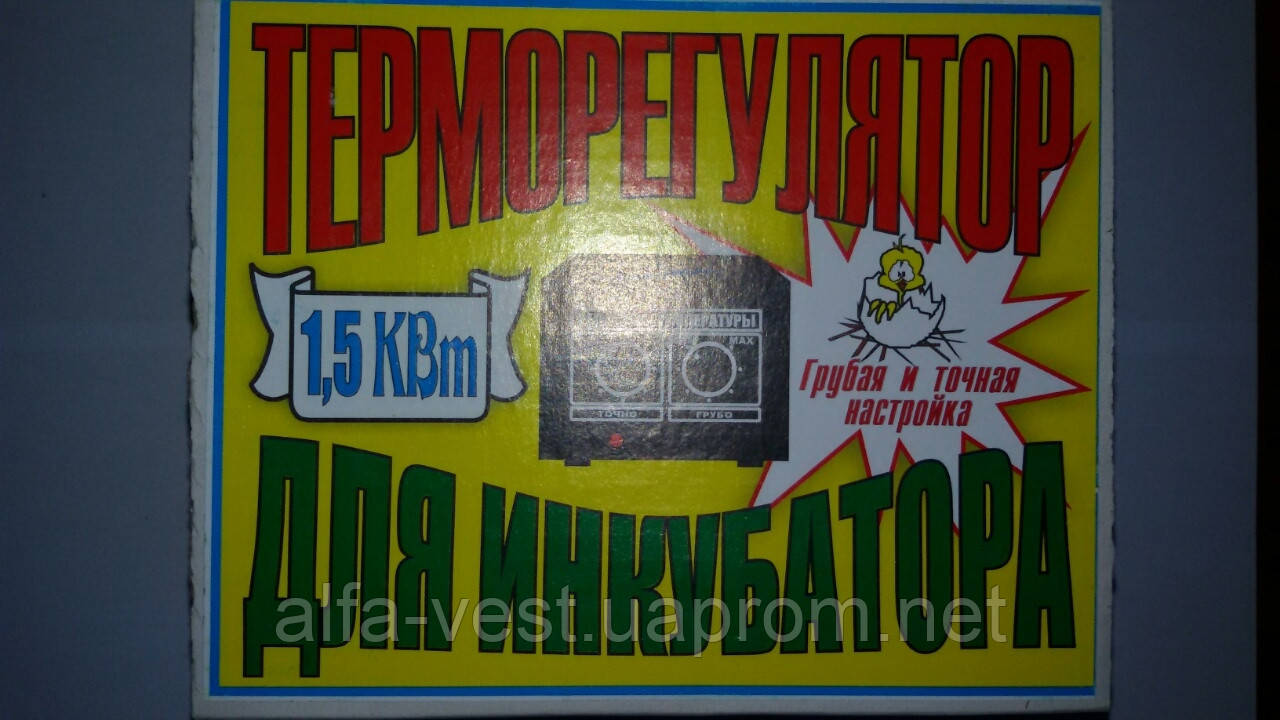 ТЕРМОРЕГУЛЯТОР
1,5 КВт
MAX
ТОЧНО
ГРУБО
Грубая и точная
настройка
ДЛЯ ИНКУБАТОРА
alfa-vest.uaprom.net